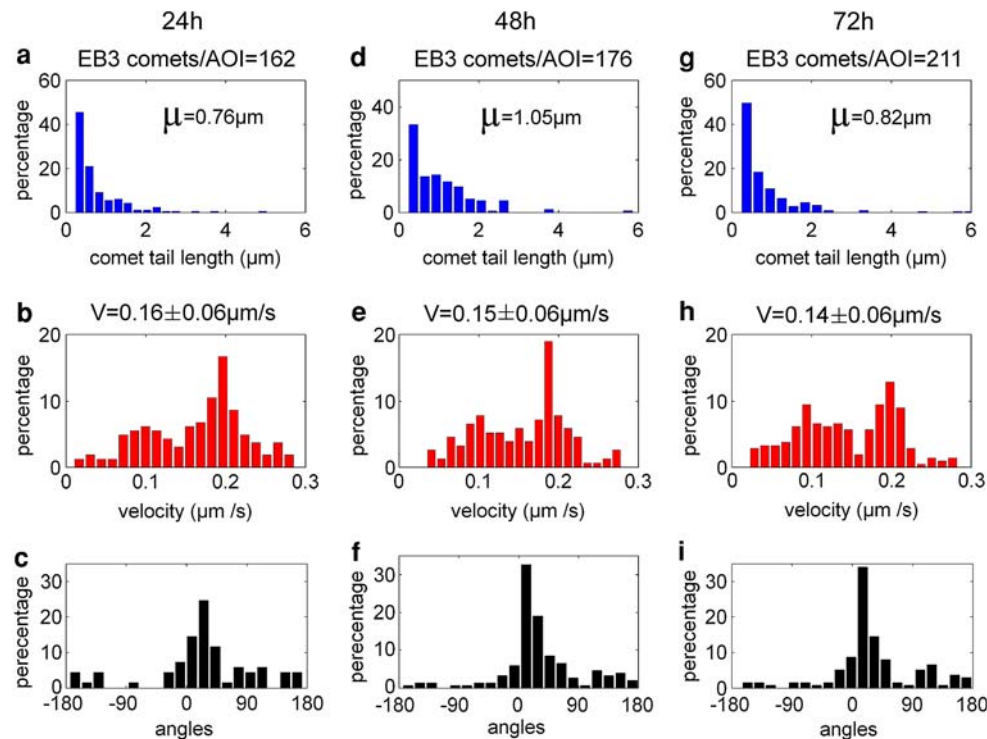 24h
48h
72h
a
EB3 comets/AOI=162
60
40
20
0
percentage
μ=0.76μm
0 2 4 6
comet tail length (μm)
d
EB3 comets/AOI=176
40
20
0
percentage
μ=1.05μm
0 2 4 6
comet tail length (μm)
g
EB3 comets/AOI=211
60
40
20
0
percentage
μ=0.82μm
0 2 4 6
comet tail length (μm)
b
V=0.16±0.06μm/s
20
10
0
percentage
0 0.1 0.2 0.3
velocity (μm /s)
e
V=0.15±0.06μm/s
20
10
0
percentage
0 0.1 0.2 0.3
velocity (μm /s)
h
V=0.14±0.06μm/s
20
10
0
percentage
0 0.1 0.2 0.3
velocity (μm /s)
c
30
20
10
0
perecentage
-180 -90 0 90 180
angles
f
30
20
10
0
perecentage
-180 -90 0 90 180
angles
i
30
20
10
0
perecentage
-180 -90 0 90 180
angles